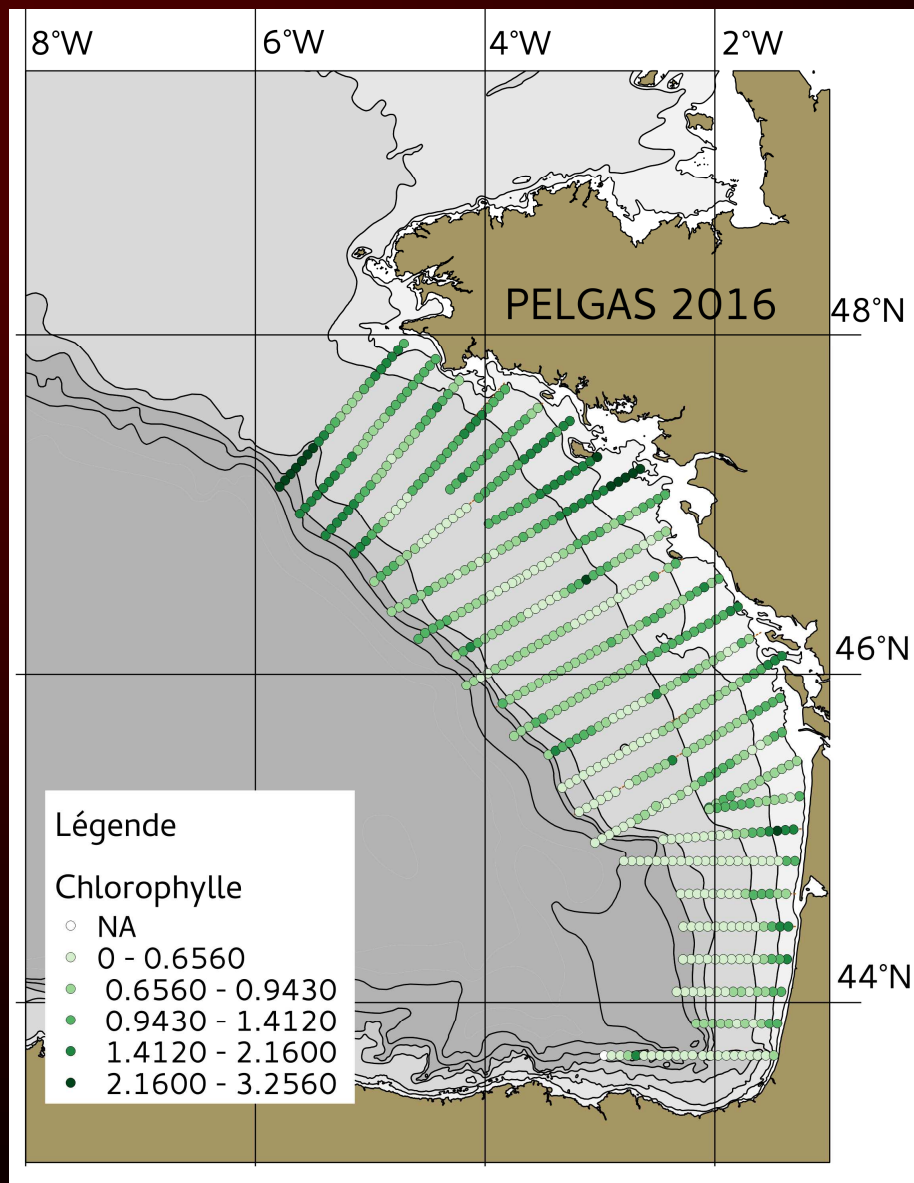 8°W 6°W 4°W 2°W
PELGAS 2016
48°N
46°N
44°N
Légende
Chlorophylle
NA
0 - 0.6560
0.6560 - 0.9430
0.9430 - 1.4120
1.4120 - 2.1600
2.1600 - 3.2560